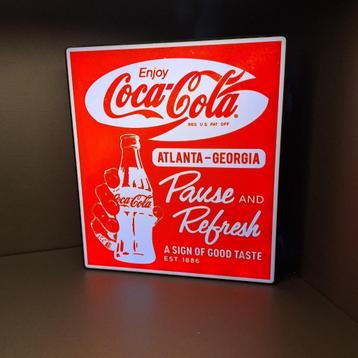 Enjoy
Coca-Cola®
REG U.S. PAT OFF
ATLANTA-GEORGIA
Pause AND
Refresh
Coca-Cola
A SIGN OF GOOD TASTE
EST. 1886